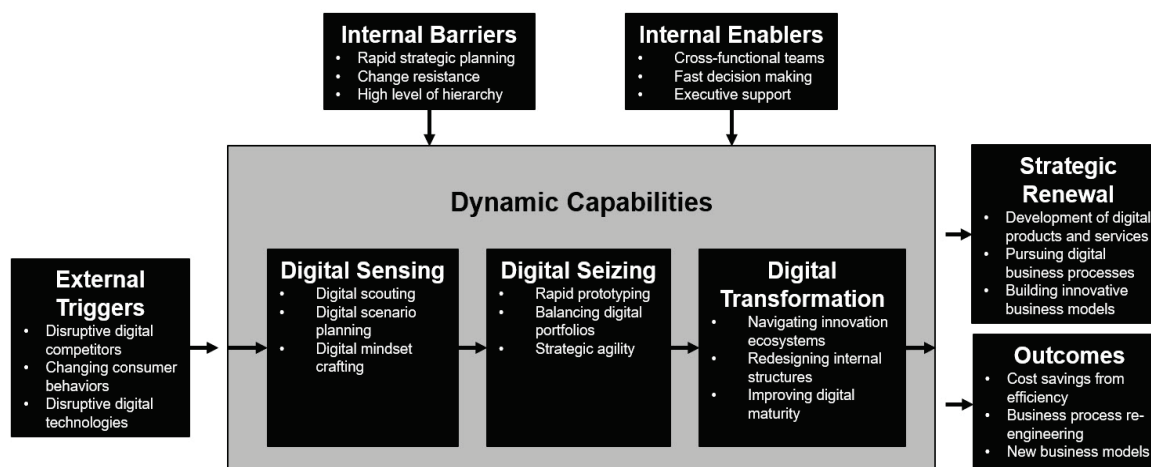 Internal Barriers
• Rapid strategic planning
• Change resistance
• High level of hierarchy
Internal Enablers
• Cross-functional teams
• Fast decision making
• Executive support
Dynamic Capabilities
External
Triggers
• Disruptive digital
competitors
• Changing consumer
behaviors
• Disruptive digital
technologies
Digital Sensing
• Digital scouting
• Digital scenario
planning
• Digital mindset
crafting
Digital Seizing
• Rapid prototyping
• Balancing digital
portfolios
• Strategic agility
Digital
Transformation
• Navigating innovation
ecosystems
• Redesigning internal
structures
• Improving digital
maturity
Strategic
Renewal
• Development of digital
products and services
• Pursuing digital
business processes
• Building innovative
business models
Outcomes
• Cost savings from
efficiency
• Business process re-
engineering
• New business models